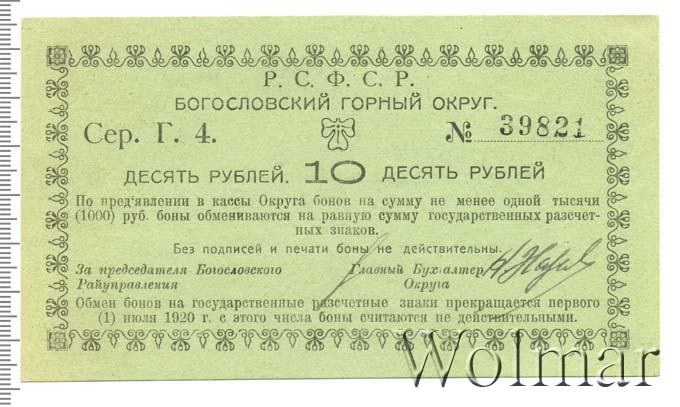 Р. С. Ф. С. Р.
БОГОСЛОВСКИЙ ГОРНЫЙ ОКРУГ.
Сер. Г. 4. № 39821
ДЕСЯТЬ РУБЛЕЙ. 10 ДЕСЯТЬ РУБЛЕЙ
По пред'явлении в кассы Округа бонов на сумму не менее одной тысячи
(1000) руб. боны обмениваются на равную сумму государственных разсчет-
ных знаков.
Без подписей и печати боны не действительны.
За председателя Богословского Главный Бухгалтер
Райуправления Округа
Обмен бонов на государственные разсчетные знаки прекращается первого
(1) июля 1920 г. с этого числа боны считаются не действительными.
Wolmar